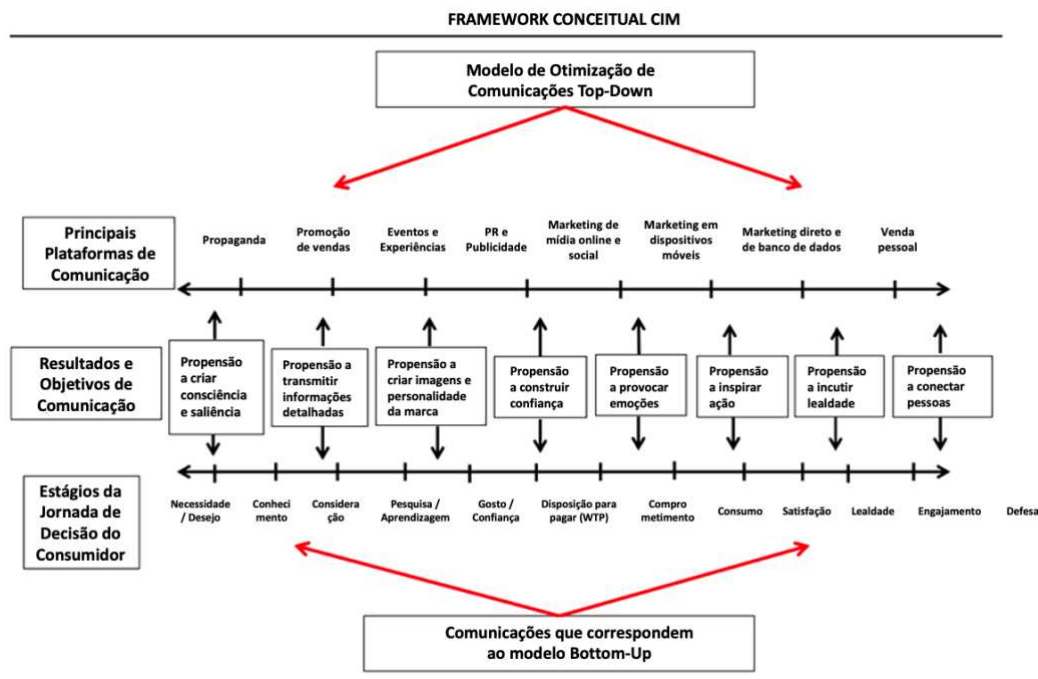 FRAMEWORK CONCEITUAL CIM
Modelo de Otimização de
Comunicações Top-Down
Principais
Plataformas de
Comunicação
Propaganda
Promoção
de vendas
Eventos e
Experiências
PR e
Publicidade
Marketing de
mídia online e
social
Marketing em
dispositivos
móveis
Marketing direto e
de banco de dados
Venda
pessoal
Resultados e
Objetivos de
Comunicação
Propensão
a criar
consciência
e saliência
Propensão a
transmitir
informações
detalhadas
Propensão a
criar imagens e
personalidade
da marca
Propensão
a construir
confiança
Propensão
a provocar
emoções
Propensão
a inspirar
ação
Propensão
a incutir
lealdade
Propensão
a conectar
pessoas
Estágios da
Jornada de
Decisão do
Consumidor
Necessidade
/ Desejo
Conheci
mento
Considera
ção
Pesquisa /
Aprendizagem
Gosto /
Confiança
Disposição para
pagar (WTP)
Compro
metimento
Consumo
Satisfação
Lealdade
Engajamento
Defesa
Comunicações que correspondem
ao modelo Bottom-Up